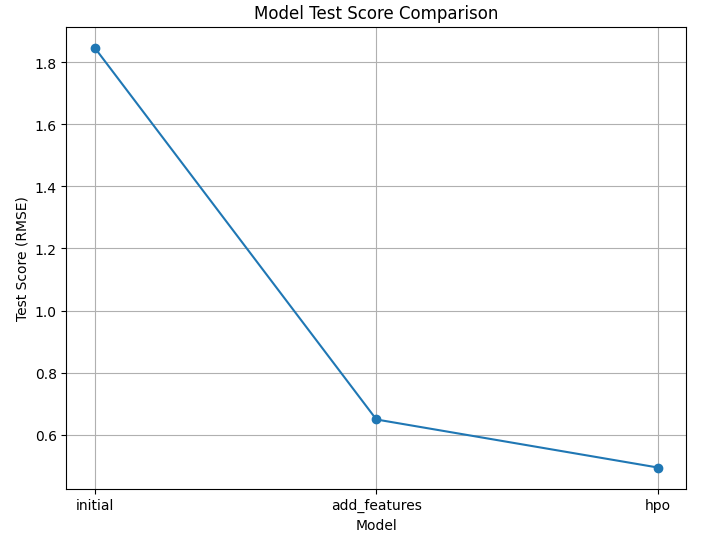 Model Test Score Comparison
Test Score (RMSE)
1.8
1.6
1.4
1.2
1.0
0.8
0.6
initial add_features hpo
Model